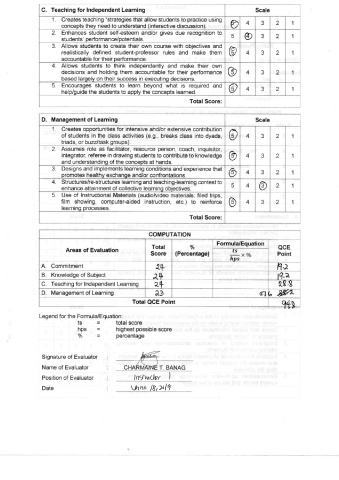 C. Teaching for Independent Learning Scale
1. Creates teaching strategies that allow students to practice using concepts they need to understand (interactive discussion). 5 4 3 2 1
2. Enhances student self-esteem and/or gives due recognition to students' performance/potentials. 5 4 3 2 1
3. Allows students to create their own course with objectives and realistically defined student-professor rules and make them accountable for their performance. 5 4 3 2 1
4. Allows students to think independently and make their own decisions and holding them accountable for their performance based largely on their success in executing decisions. 5 4 3 2 1
5. Encourages students to learn beyond what is required and help/guide the students to apply the concepts learned. 5 4 3 2 1
Total Score:
D. Management of Learning Scale
1. Creates opportunities for intensive and/or extensive contribution of students in the class activities (e.g., breaks class into dyads, triads, or buzz/task groups). 5 4 3 2 1
2. Assumes role as facilitator, resource person, coach, inquisitor, integrator, referee in drawing students to contribute to knowledge and understanding of the concepts at hands. 5 4 3 2 1
3. Designs and implements learning conditions and experience that promotes healthy exchange and/or confrontations. 5 4 3 2 1
4. Structures/re-structures learning and teaching-learning context to enhance attainment of collective learning objectives. 5 4 3 2 1
5. Use of Instructional Materials (audio/video materials: filed trips, film showing, computer-aided instruction, etc.) to reinforce learning processes. 5 4 3 2 1
Total Score:
COMPUTATION
Areas of Evaluation Total Score % (Percentage) Formula/Equation ts hps x % QCE Point
A. Commitment 24 19.2
B. Knowledge of Subject 24 19.2
C. Teaching for Independent Learning 24 28.8
D. Management of Learning 23
Total QCE Point
Legend for the Formula/Equation:
ts = total score
hps = highest possible score
% = percentage
Signature of Evaluator :
Name of Evaluator : CHARMAINE T. BANAG
Position of Evaluator : Instructor I
Date :